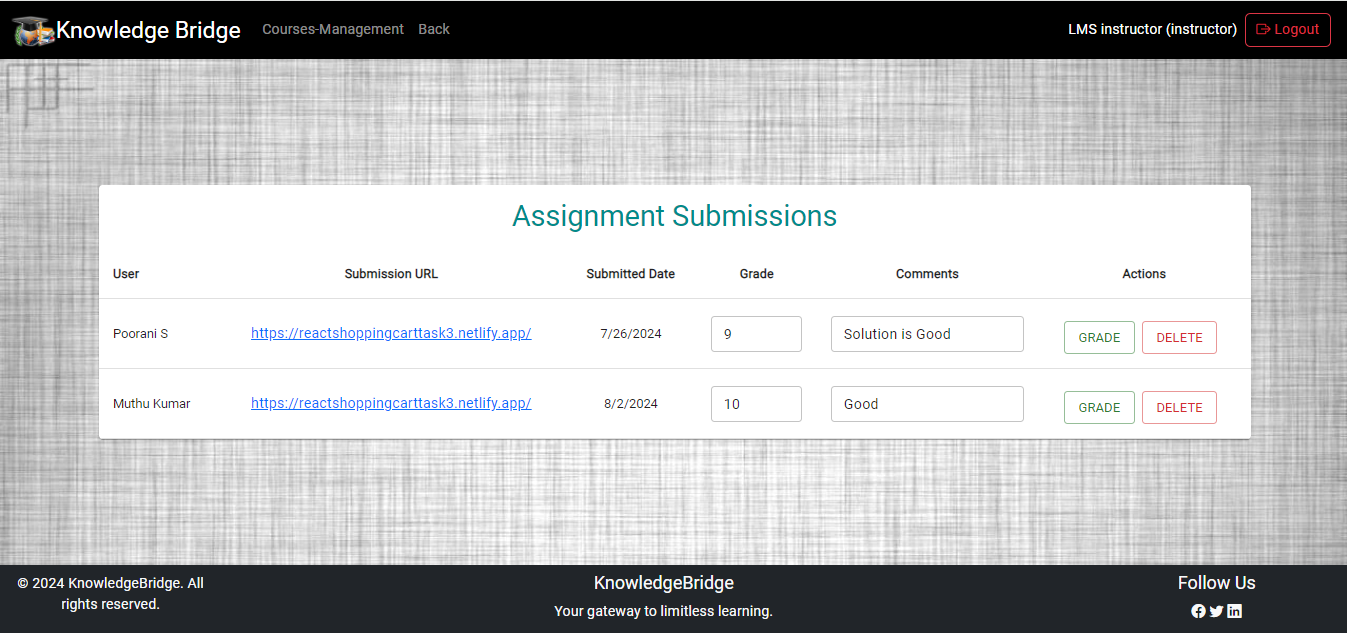 Knowledge Bridge Courses-Management Back LMS instructor (instructor) Logout
Assignment Submissions
User Submission URL Submitted Date Grade Comments Actions
Poorani S https://reactshoppingcarttask3.netlify.app/ 7/26/2024 9 Solution is Good GRADE DELETE
Muthu Kumar https://reactshoppingcarttask3.netlify.app/ 8/2/2024 10 Good GRADE DELETE
© 2024 KnowledgeBridge. All
rights reserved.
KnowledgeBridge
Your gateway to limitless learning.
Follow Us